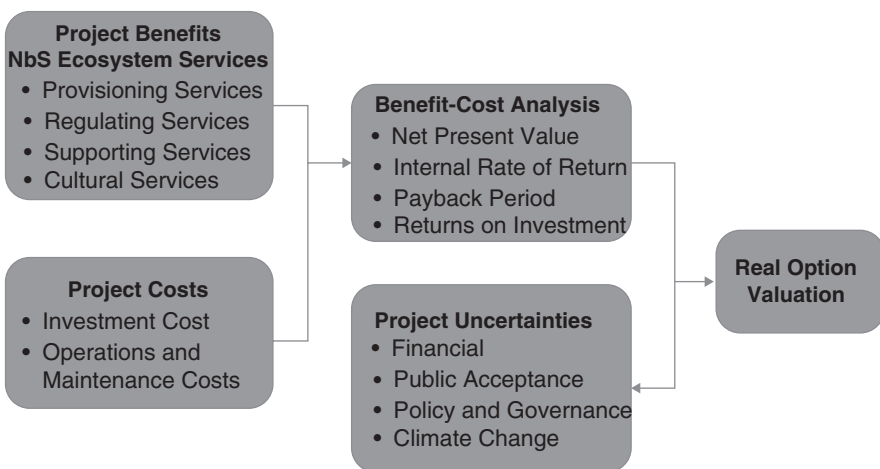 Project Benefits
NbS Ecosystem Services
• Provisioning Services
• Regulating Services
• Supporting Services
• Cultural Services
Project Costs
• Investment Cost
• Operations and
Maintenance Costs
Benefit-Cost Analysis
• Net Present Value
• Internal Rate of Return
• Payback Period
• Returns on Investment
Project Uncertainties
• Financial
• Public Acceptance
• Policy and Governance
• Climate Change
Real Option
Valuation